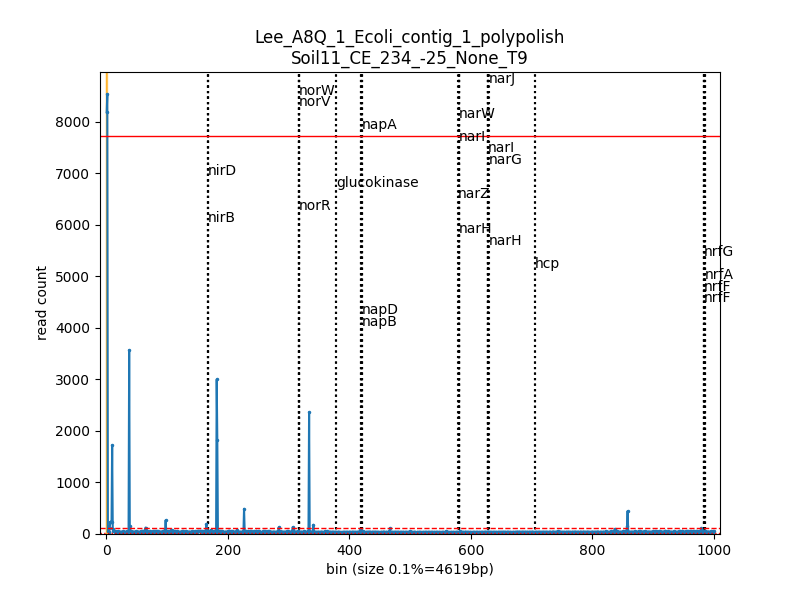 Lee_A8Q_1_Ecoli_contig_1_polypolish
Soil11_CE_234_-25_None_T9
narJ
norW
norV
narW
napA
narI
narI
narG
nirD
glucokinase
narZ
norR
nirB
narH
narH
nrfG
hcp
nrfA
nrfF
nrfF
napD
napB
8000
7000
6000
5000
4000
3000
2000
1000
0
read count
0 200 400 600 800 1000
bin (size 0.1%=4619bp)